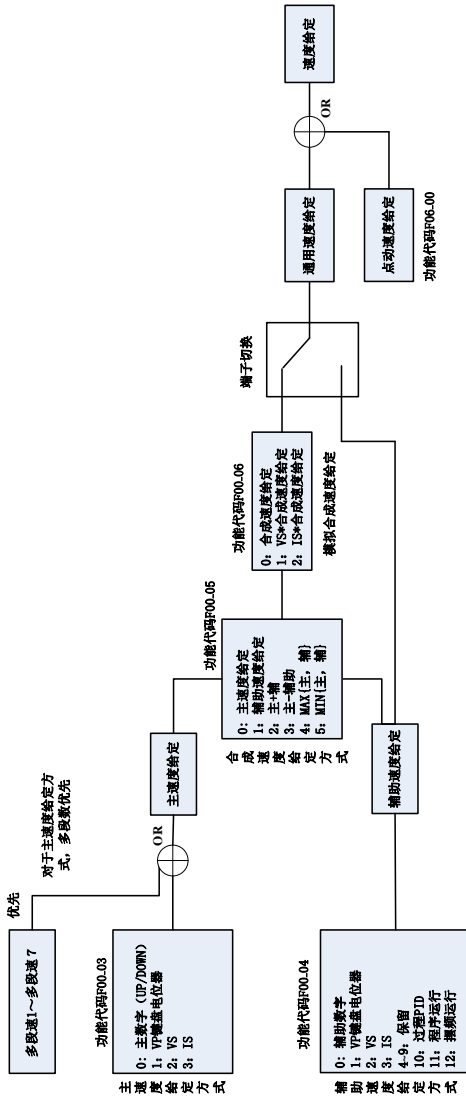 优先
对于主速度给定方
式，多段数优先
多段速1～多段速7
OR
主速度给定
功能代码F00.03
主速度给定方式
0：主数字（UP/DOWN）
1：VP键盘电位器
2：VS
3：IS
功能代码F00.04
辅助速度给定方式
0：辅助数字
1：VP键盘电位器
2：VS
3：IS
4~9：保留
10：过程PID
11：程序运行
12：摆频运行
辅助速度给定
功能代码F00.05
合成速度给定方式
0：主速度给定
1：辅助速度给定
2：主+辅
3：主-辅助
4：MAX{主，辅}
5：MIN{主，辅}
功能代码F00.06
0：合成速度给定
1：VS*合成速度给定
2：IS*合成速度给定
模拟合成速度给定
端子切换
通用速度给定
OR
速度给定
点动速度给定
功能代码F06.00